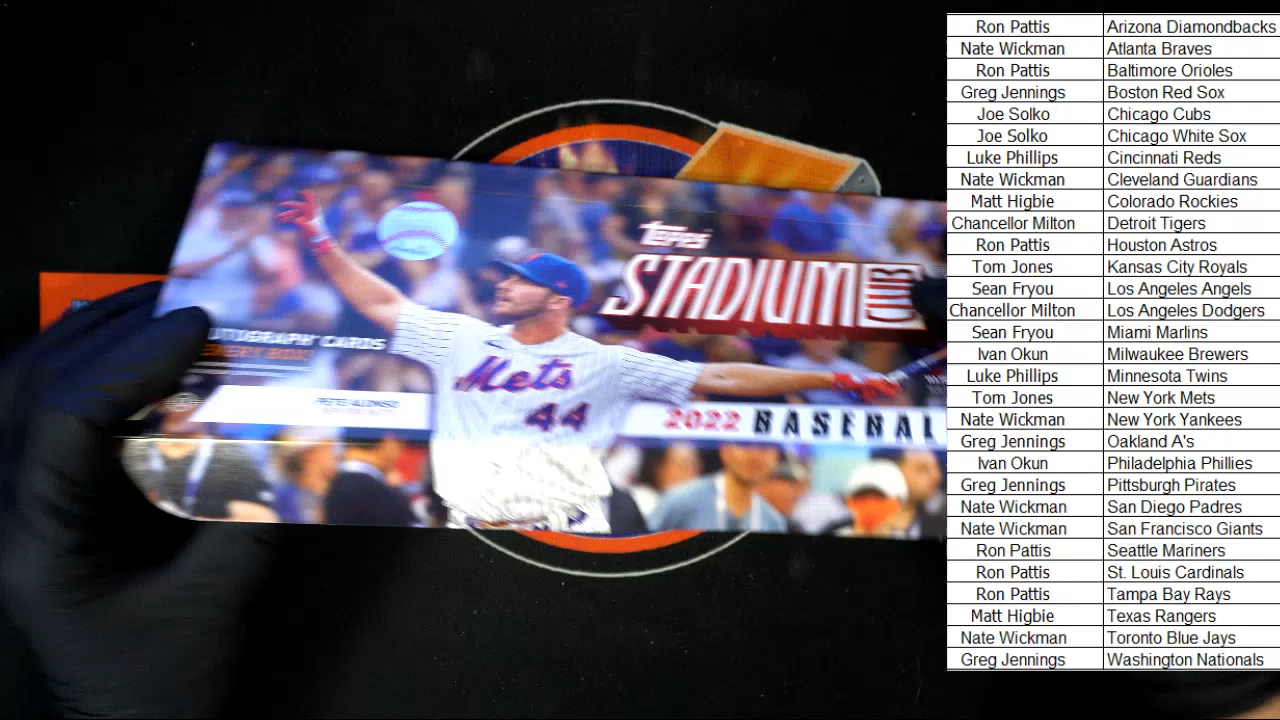 Topps
STADIUM CLUB
AUTOGRAPH CARDS
EVERY BOX!
PETE ALONSO
Mets
44
2022 BASEBAL
Ron Pattis Arizona Diamondbacks
Nate Wickman Atlanta Braves
Ron Pattis Baltimore Orioles
Greg Jennings Boston Red Sox
Joe Solko Chicago Cubs
Joe Solko Chicago White Sox
Luke Phillips Cincinnati Reds
Nate Wickman Cleveland Guardians
Matt Higbie Colorado Rockies
Chancellor Milton Detroit Tigers
Ron Pattis Houston Astros
Tom Jones Kansas City Royals
Sean Fryou Los Angeles Angels
Chancellor Milton Los Angeles Dodgers
Sean Fryou Miami Marlins
Ivan Okun Milwaukee Brewers
Luke Phillips Minnesota Twins
Tom Jones New York Mets
Nate Wickman New York Yankees
Greg Jennings Oakland A's
Ivan Okun Philadelphia Phillies
Greg Jennings Pittsburgh Pirates
Nate Wickman San Diego Padres
Nate Wickman San Francisco Giants
Ron Pattis Seattle Mariners
Ron Pattis St. Louis Cardinals
Ron Pattis Tampa Bay Rays
Matt Higbie Texas Rangers
Nate Wickman Toronto Blue Jays
Greg Jennings Washington Nationals